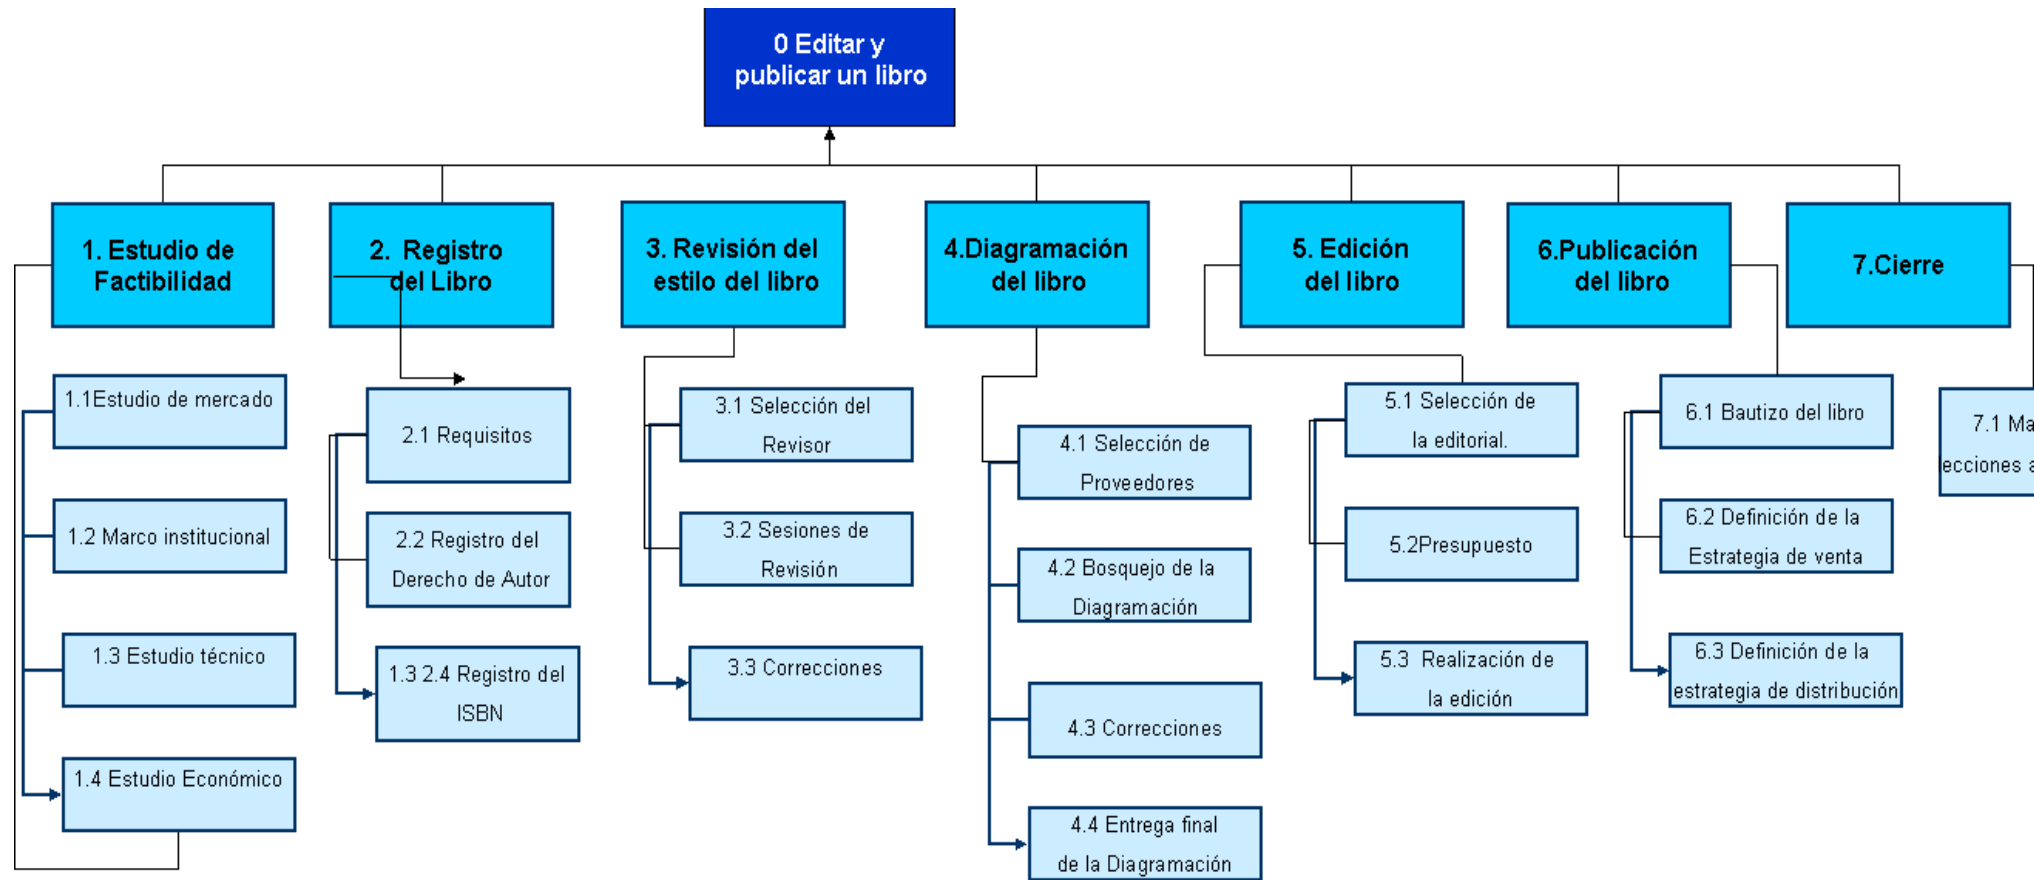 0 Editar y
publicar un libro
1. Estudio de
Factibilidad
2. Registro
del Libro
3. Revisión del
estilo del libro
4.Diagramación
del libro
5. Edición
del libro
6.Publicación
del libro
7.Cierre
1.1Estudio de mercado
1.2 Marco institucional
1.3 Estudio técnico
1.4 Estudio Económico
2.1 Requisitos
2.2 Registro del
Derecho de Autor
1.3 2.4 Registro del
ISBN
3.1 Selección del
Revisor
3.2 Sesiones de
Revisión
3.3 Correcciones
4.1 Selección de
Proveedores
4.2 Bosquejo de la
Diagramación
4.3 Correcciones
4.4 Entrega final
de la Diagramación
5.1 Selección de
la editorial.
5.2Presupuesto
5.3 Realización de
la edición
6.1 Bautizo del libro
6.2 Definición de la
Estrategia de venta
6.3 Definición de la
estrategia de distribución
7.1